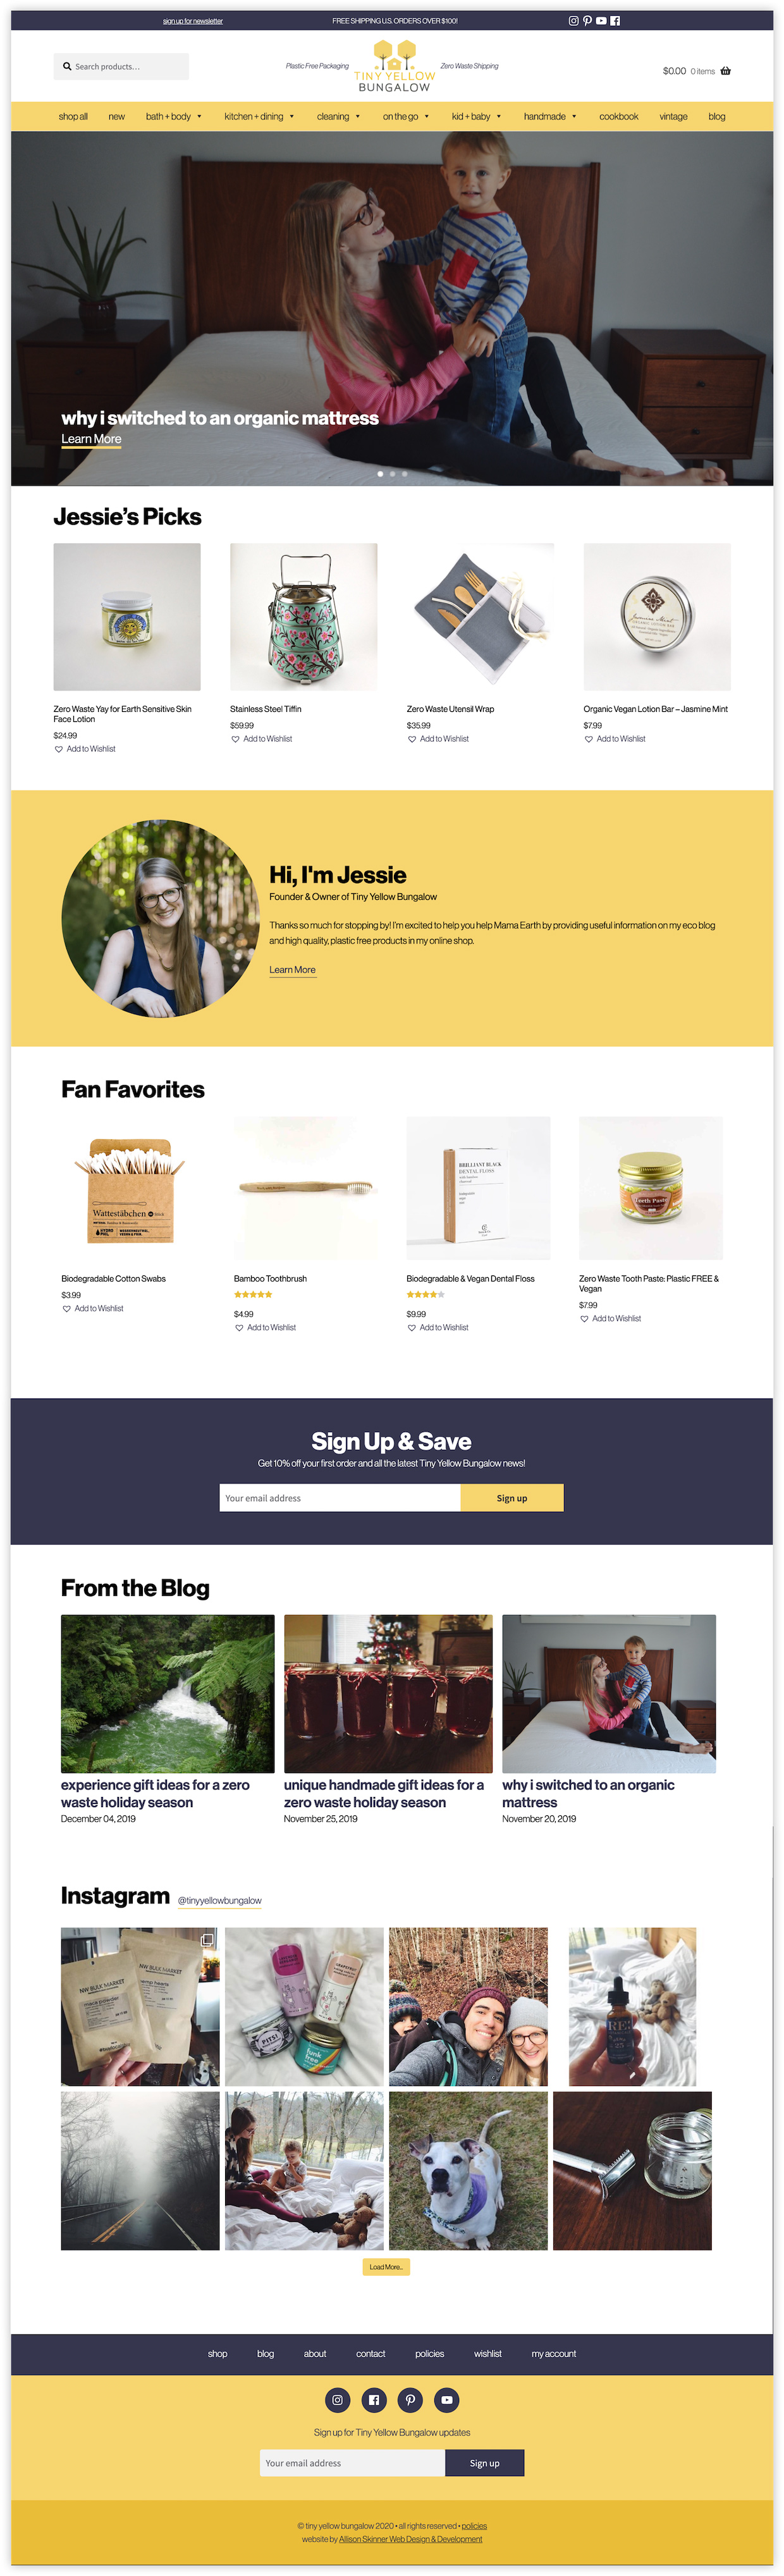 sign up for newsletter
FREE SHIPPING U.S. ORDERS OVER $100!
Search products…
Plastic Free Packaging
TINY YELLOW
BUNGALOW
Zero Waste Shipping
$0.00 0 items
shop all new bath + body kitchen + dining cleaning on the go kid + baby handmade cookbook vintage blog
why i switched to an organic mattress
Learn More
Jessie's Picks
Jasmine Mint
Zero Waste Yay for Earth Sensitive Skin
Face Lotion
$24.99
Add to Wishlist
Stainless Steel Tiffin
$59.99
Add to Wishlist
Zero Waste Utensil Wrap
$35.99
Add to Wishlist
Organic Vegan Lotion Bar – Jasmine Mint
$7.99
Add to Wishlist
Hi, I'm Jessie
Founder & Owner of Tiny Yellow Bungalow
Thanks so much for stopping by! I'm excited to help you help Mama Earth by providing useful information on my eco blog
and high quality, plastic free products in my online shop.
Learn More
Fan Favorites
Wattestäbchen
BRILLIANT BLACK
DENTAL FLOSS
Teeth Paste
Biodegradable Cotton Swabs
$3.99
Add to Wishlist
Bamboo Toothbrush
$4.99
Add to Wishlist
Biodegradable & Vegan Dental Floss
$9.99
Add to Wishlist
Zero Waste Tooth Paste: Plastic FREE &
Vegan
$7.99
Add to Wishlist
Sign Up & Save
Get 10% off your first order and all the latest Tiny Yellow Bungalow news!
Your email address
Sign up
From the Blog
experience gift ideas for a zero
waste holiday season
December 04, 2019
unique handmade gift ideas for a
zero waste holiday season
November 25, 2019
why i switched to an organic
mattress
November 20, 2019
Instagram @tinyyellowbungalow
NW BULK MARKET
NW BULK MARKET
hemp hearts
PITS!
funk
free
RE:
Load More...
shop blog about contact policies wishlist my account
Sign up for Tiny Yellow Bungalow updates
Your email address
Sign up
© tiny yellow bungalow 2020 • all rights reserved • policies
website by Allison Skinner Web Design & Development